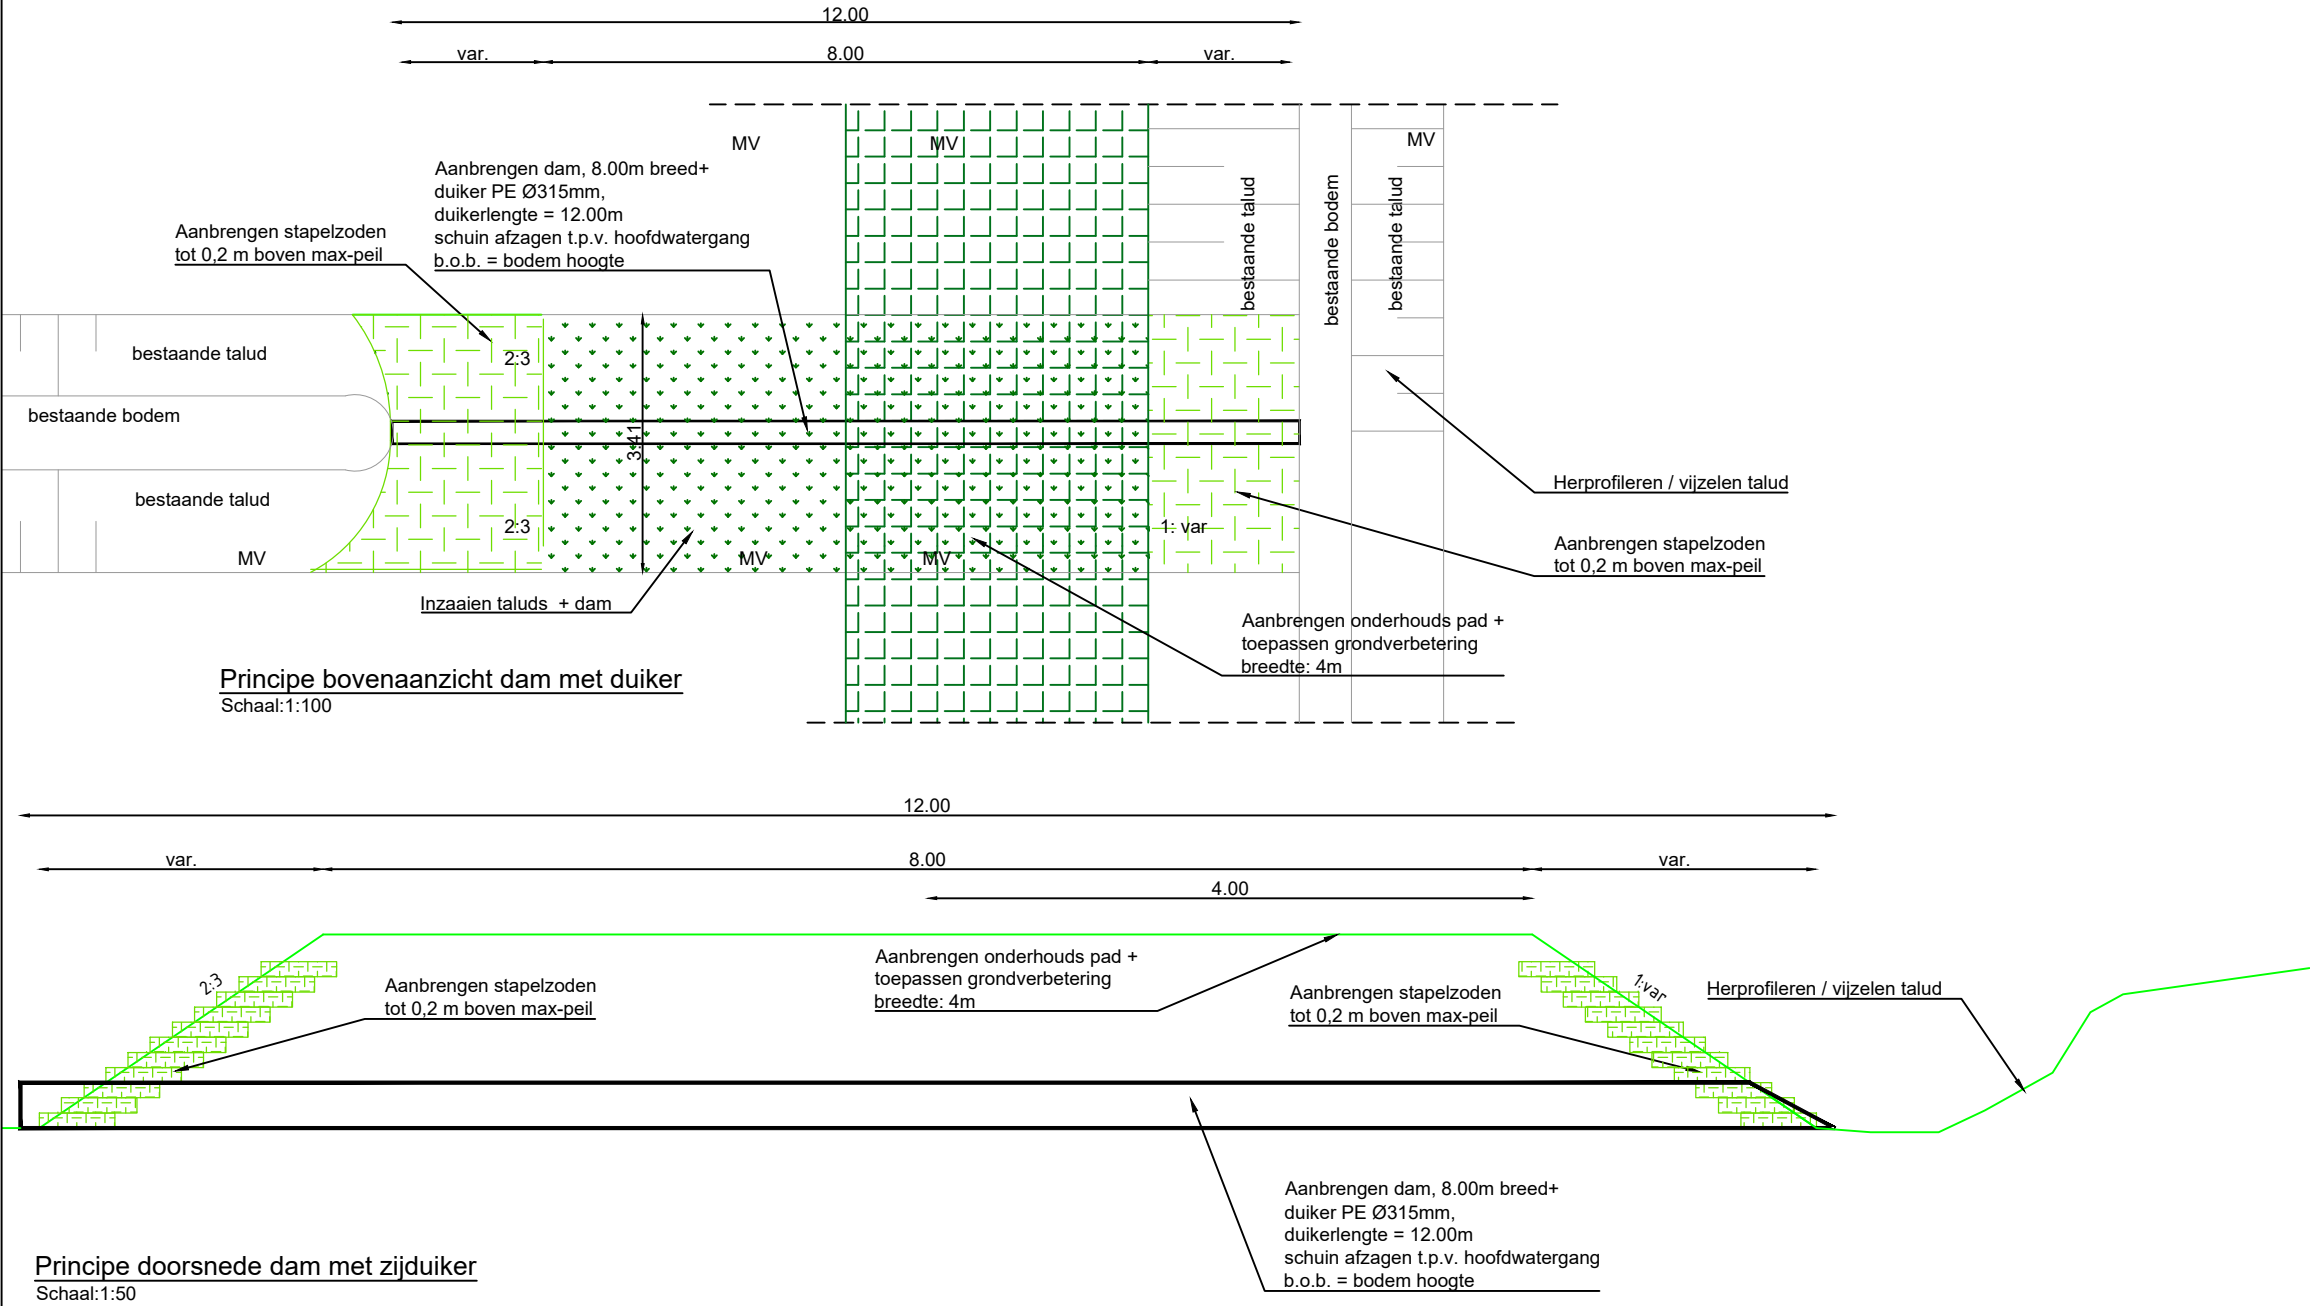 12.00
var.
8.00
var.
MV
MV
MV
Aanbrengen dam, 8.00m breed+
duiker PE Ø315mm,
duikerlengte = 12.00m
schuin afzagen t.p.v. hoofdwatergang
b.o.b. = bodem hoogte
Aanbrengen stapelzoden
tot 0,2 m boven max-peil
bestaande talud
bestaande bodem
bestaande talud
bestaande talud
2:3
bestaande bodem
3.41
bestaande talud
2:3
1: var
MV
MV
MV
Herprofileren / vijzelen talud
Aanbrengen stapelzoden
tot 0,2 m boven max-peil
Inzaaien taluds + dam
Aanbrengen onderhouds pad +
toepassen grondverbetering
breedte: 4m
Principe bovenaanzicht dam met duiker
Schaal:1:100
12.00
var.
8.00
var.
4.00
2:3
Aanbrengen stapelzoden
tot 0,2 m boven max-peil
Aanbrengen onderhouds pad +
toepassen grondverbetering
breedte: 4m
Aanbrengen stapelzoden
tot 0,2 m boven max-peil
1:var
Herprofileren / vijzelen talud
Aanbrengen dam, 8.00m breed+
duiker PE Ø315mm,
duikerlengte = 12.00m
schuin afzagen t.p.v. hoofdwatergang
b.o.b. = bodem hoogte
Principe doorsnede dam met zijduiker
Schaal:1:50